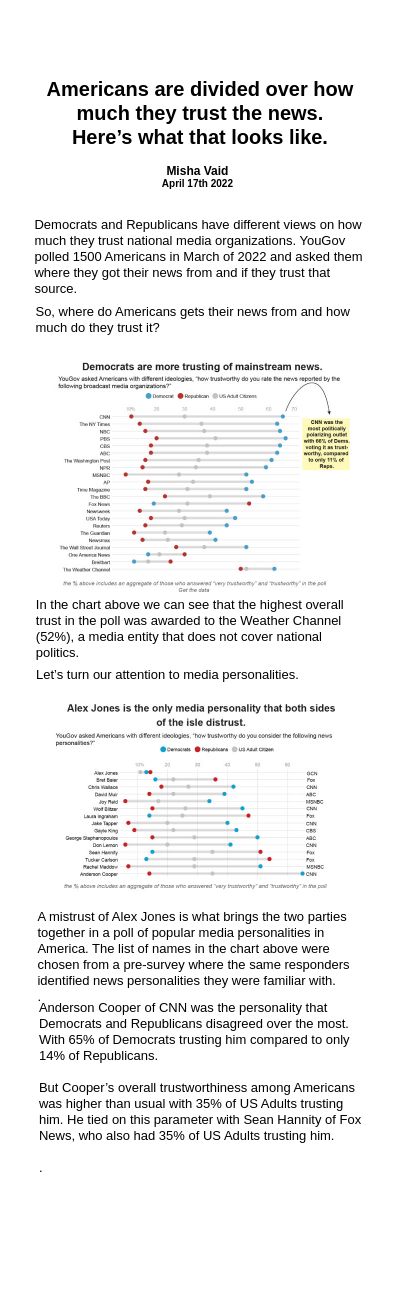 Americans are divided over how
much they trust the news.
Here's what that looks like.
Misha Vaid
April 17th 2022
Democrats and Republicans have different views on how
much they trust national media organizations. YouGov
polled 1500 Americans in March of 2022 and asked them
where they got their news from and if they trust that
source.
So, where do Americans gets their news from and how
much do they trust it?
Democrats are more trusting of mainstream news.
YouGov asked Americans with different ideologies, "how trustworthy do you rate the news reported by the
following broadcast media organizations?"
Democrat Republican US Adult Citizens
10% 20 30 40 50 60 70
CNN
The NY Times
NBC
PBS
CBS
ABC
The Washington Post
NPR
MSNBC
AP
Time Magazine
The BBC
Fox News
Newsweek
USA Today
Reuters
The Guardian
Newsmax
The Wall Street Journal
One America News
Breitbart
The Weather Channel
CNN was the
most politically
polarizing outlet
with 66% of Dems.
voting it as trust-
worthy, compared
to only 11% of
Reps.
the % above includes an aggregate of those who answered "very trustworthy" and "trustworthy" in the poll
Get the data
In the chart above we can see that the highest overall
trust in the poll was awarded to the Weather Channel
(52%), a media entity that does not cover national
politics.
Let's turn our attention to media personalities.
Alex Jones is the only media personality that both sides
of the isle distrust.
YouGov asked Americans with different ideologies, "how trustworthy do you consider the following news
personalities?"
Democrats Republicans US Adult Citizen
10% 20 30 40 50 60
Alex Jones GCN
Bret Baier Fox
Chris Wallace CNN
David Muir ABC
Joy Reid MSNBC
Wolf Blitzer CNN
Laura Ingraham Fox
Jake Tapper CNN
Gayle King CBS
George Stephanopoulos ABC
Don Lemon CNN
Sean Hannity Fox
Tucker Carlson Fox
Rachel Maddow MSNBC
Anderson Cooper CNN
the % above includes an aggregate of those who answered "very trustworthy" and "trustworthy" in the poll
A mistrust of Alex Jones is what brings the two parties
together in a poll of popular media personalities in
America. The list of names in the chart above were
chosen from a pre-survey where the same responders
identified news personalities they were familiar with.
.
Anderson Cooper of CNN was the personality that
Democrats and Republicans disagreed over the most.
With 65% of Democrats trusting him compared to only
14% of Republicans.
But Cooper's overall trustworthiness among Americans
was higher than usual with 35% of US Adults trusting
him. He tied on this parameter with Sean Hannity of Fox
News, who also had 35% of US Adults trusting him.
.